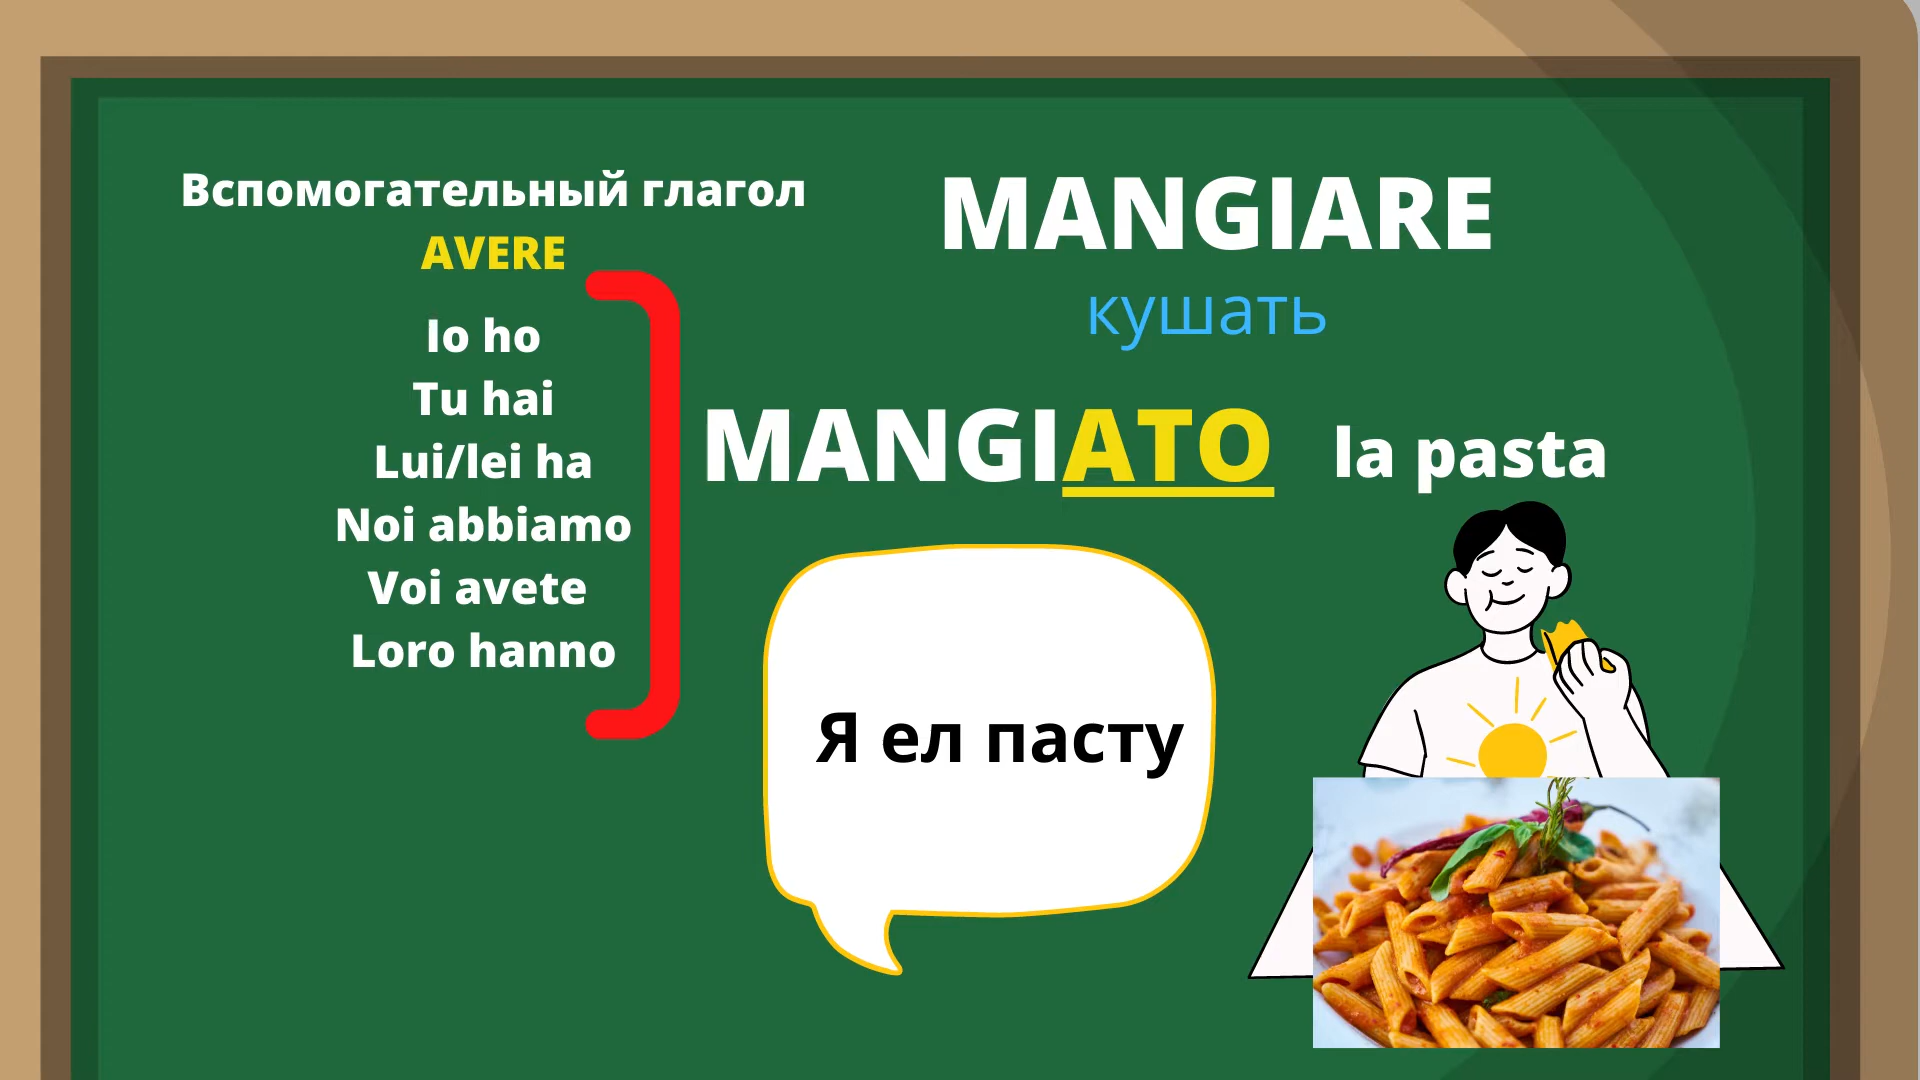 Вспомогательный глагол
AVERE
Io ho
Tu hai
Lui/lei ha
Noi abbiamo
Voi avete
Loro hanno
MANGIARE
кушать
MANGIATO la pasta
Я ел пасту